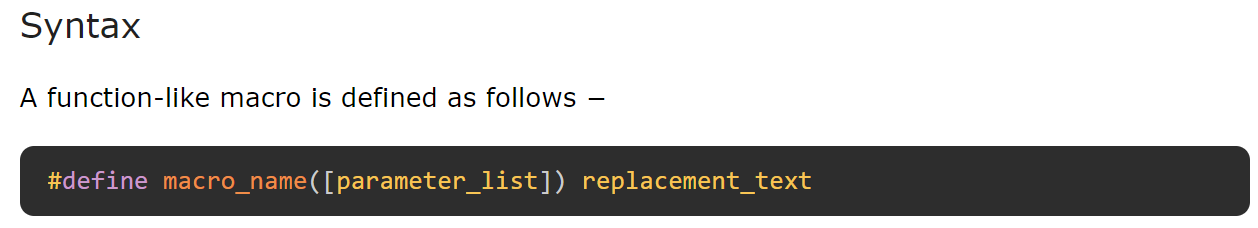 Syntax
A function-like macro is defined as follows −
#define macro_name([parameter_list]) replacement_text